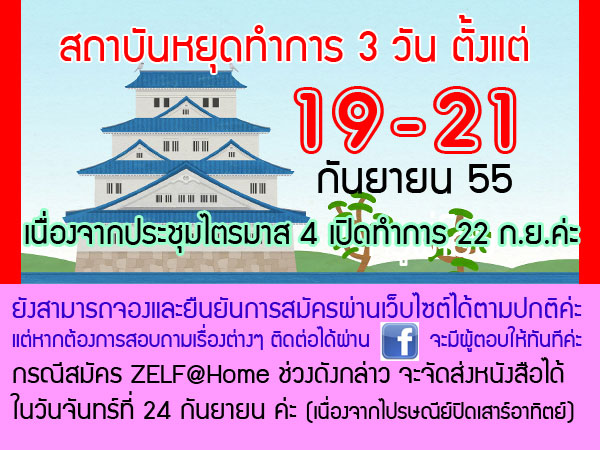 สถาบันหยุดทำการ 3 วัน ตั้งแต่
19-21
กันยายน 55
เนื่องจากประชุมไตรมาส 4 เปิดทำการ 22 ก.ย.ค่ะ
ยังสามารถจองและยืนยันการสมัครผ่านเว็บไซต์ได้ตามปกติค่ะ
แต่หากต้องการสอบถามเรื่องต่างๆ ติดต่อได้ผ่าน f จะมีผู้ตอบให้ทันทีค่ะ
กรณีสมัคร ZELF@Home ช่วงดังกล่าว จะจัดส่งหนังสือได้
ในวันจันทร์ที่ 24 กันยายน ค่ะ (เนื่องจากไปรษณีย์ปิดเสาร์อาทิตย์)